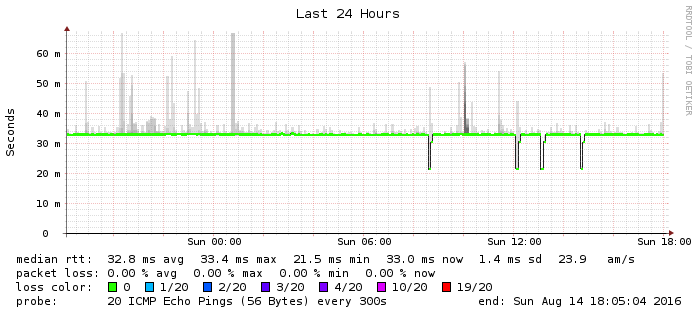 Last 24 Hours
RRDTOOL / TOBI OETIKER
Seconds
60 m
50 m
40 m
30 m
20 m
10 m
0
Sun 00:00 Sun 06:00 Sun 12:00 Sun 18:00
median rtt: 32.8 ms avg 33.4 ms max 21.5 ms min 33.0 ms now 1.4 ms sd 23.9 am/s
packet loss: 0.00 % avg 0.00 % max 0.00 % min 0.00 % now
loss color: 0 1/20 2/20 3/20 4/20 10/20 19/20
probe: 20 ICMP Echo Pings (56 Bytes) every 300s end: Sun Aug 14 18:05:04 2016